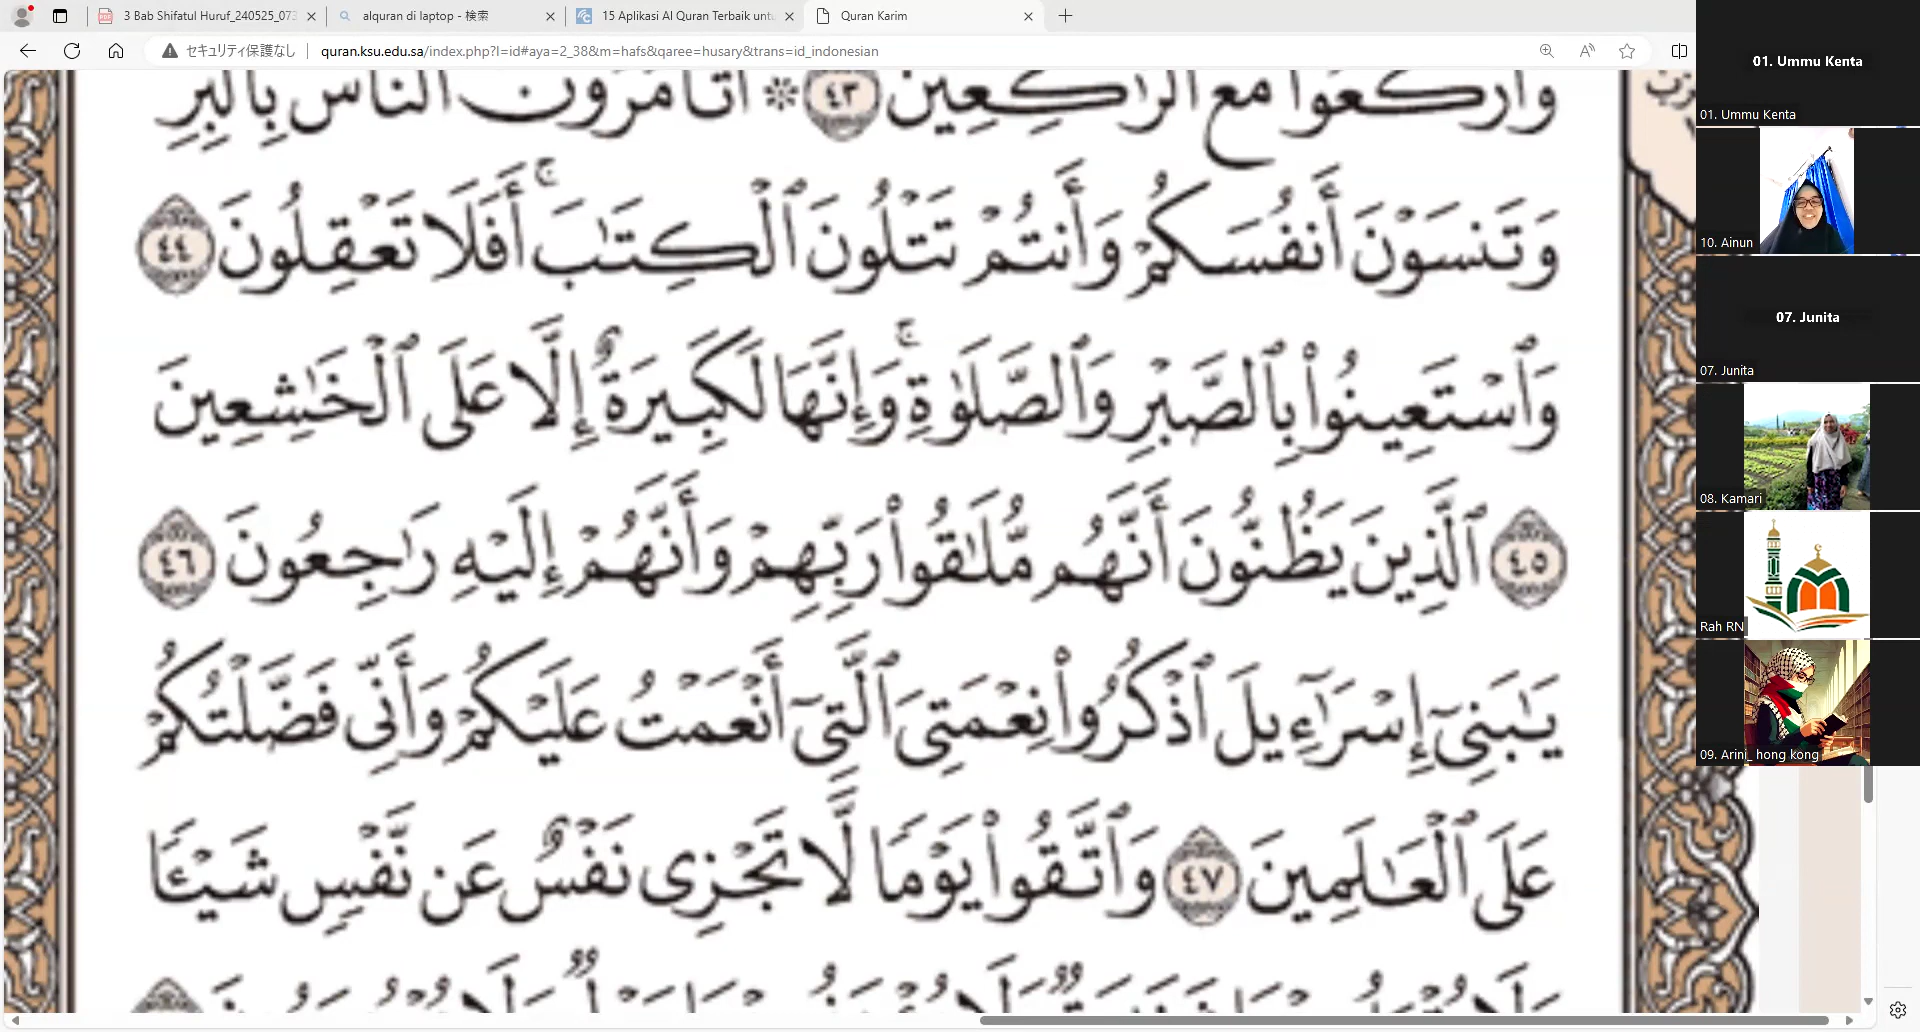 3 Bab Shifatul Huruf_240525_073
alquran di laptop - 検索
15 Aplikasi Al Quran Terbaik untu
Quran Karim
セキュリティ保護なし
quran.ksu.edu.sa/index.php?l=id#aya=2_38&m=hafs&qaree=husary&trans=id_indonesian
وَٱرْكَعُوا۟ مَعَ ٱلرَّٰكِعِينَ ٤٣ ۞ أَتَأْمُرُونَ ٱلنَّاسَ بِٱلْبِرِّ
وَتَنسَوْنَ أَنفُسَكُمْ وَأَنتُمْ تَتْلُونَ ٱلْكِتَٰبَ ۚ أَفَلَا تَعْقِلُونَ ٤٤
وَٱسْتَعِينُوا۟ بِٱلصَّبْرِ وَٱلصَّلَوٰةِ ۚ وَإِنَّهَا لَكَبِيرَةٌ إِلَّا عَلَى ٱلْخَٰشِعِينَ
٤٥ ٱلَّذِينَ يَظُنُّونَ أَنَّهُم مُّلَٰقُوا۟ رَبِّهِمْ وَأَنَّهُمْ إِلَيْهِ رَٰجِعُونَ ٤٦
يَٰبَنِىٓ إِسْرَٰٓءِيلَ ٱذْكُرُوا۟ نِعْمَتِىَ ٱلَّتِىٓ أَنْعَمْتُ عَلَيْكُمْ وَأَنِّى فَضَّلْتُكُمْ
عَلَى ٱلْعَٰلَمِينَ ٤٧ وَٱتَّقُوا۟ يَوْمًا لَّا تَجْزِى نَفْسٌ عَن نَّفْسٍ شَيْـًٔا
01. Ummu Kenta
01. Ummu Kenta
10. Ainun
07. Junita
07. Junita
08. Kamari
Rah RN
09. Arini_ hong kong